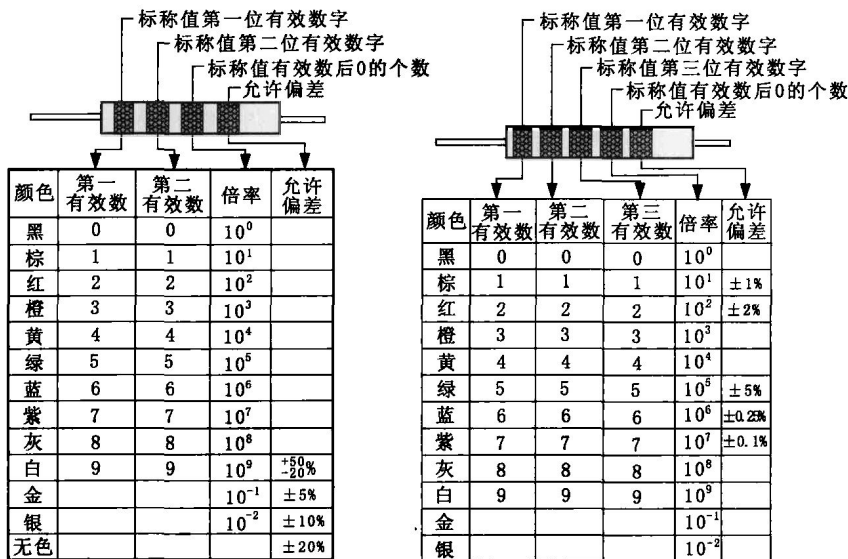 标称值第一位有效数字
标称值第二位有效数字
标称值有效数后0的个数
允许偏差
颜色 第一有效数 第二有效数 倍率 允许偏差
黑 0 0 10⁰
棕 1 1 10¹
红 2 2 10²
橙 3 3 10³
黄 4 4 10⁴
绿 5 5 10⁵
蓝 6 6 10⁶
紫 7 7 10⁷
灰 8 8 10⁸
白 9 9 10⁹ +50 -20%
金 10⁻¹ ±5%
银 10⁻² ±10%
无色 ±20%
标称值第一位有效数字
标称值第二位有效数字
标称值第三位有效数字
标称值有效数后0的个数
允许偏差
颜色 第一有效数 第二有效数 第三有效数 倍率 允许偏差
黑 0 0 0 10⁰
棕 1 1 1 10¹ ±1%
红 2 2 2 10² ±2%
橙 3 3 3 10³
黄 4 4 4 10⁴
绿 5 5 5 10⁵ ±5%
蓝 6 6 6 10⁶ ±0.25%
紫 7 7 7 10⁷ ±0.1%
灰 8 8 8 10⁸
白 9 9 9 10⁹
金 10⁻¹
银 10⁻²